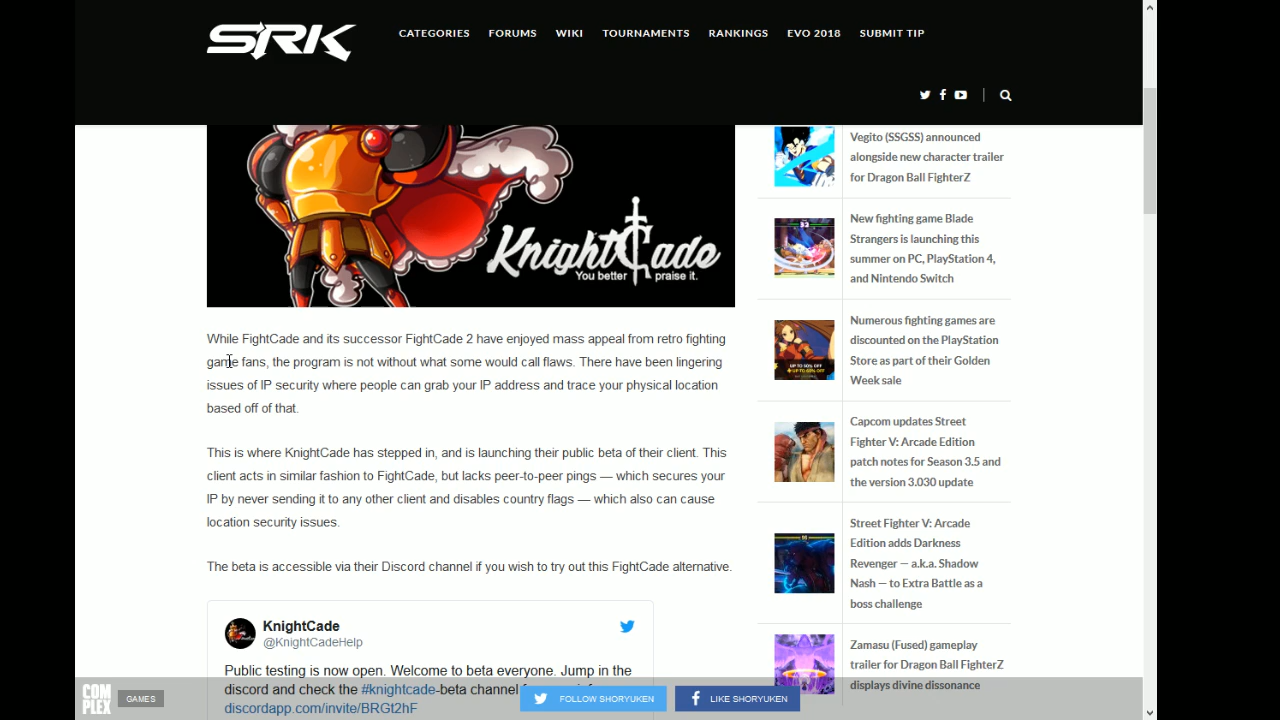 SRK
CATEGORIES
FORUMS
WIKI
TOURNAMENTS
RANKINGS
EVO 2018
SUBMIT TIP
KnightCade
You better praise it.
While FightCade and its successor FightCade 2 have enjoyed mass appeal from retro fighting
game fans, the program is not without what some would call flaws. There have been lingering
issues of IP security where people can grab your IP address and trace your physical location
based off of that.
This is where KnightCade has stepped in, and is launching their public beta of their client. This
client acts in similar fashion to FightCade, but lacks peer-to-peer pings — which secures your
IP by never sending it to any other client and disables country flags — which also can cause
location security issues.
The beta is accessible via their Discord channel if you wish to try out this FightCade alternative.
KnightCade
@KnightCadeHelp
Public testing is now open. Welcome to beta everyone. Jump in the
discord and check the #knightcade-beta channel
discordapp.com/invite/BRGt2hF
Vegito (SSGSS) announced
alongside new character trailer
for Dragon Ball FighterZ
New fighting game Blade
Strangers is launching this
summer on PC, PlayStation 4,
and Nintendo Switch
Numerous fighting games are
discounted on the PlayStation
Store as part of their Golden
Week sale
Capcom updates Street
Fighter V: Arcade Edition
patch notes for Season 3.5 and
the version 3.030 update
Street Fighter V: Arcade
Edition adds Darkness
Revenger — a.k.a. Shadow
Nash — to Extra Battle as a
boss challenge
Zamasu (Fused) gameplay
trailer for Dragon Ball FighterZ
displays divine dissonance
COM
PLEX
GAMES
FOLLOW SHORYUKEN
LIKE SHORYUKEN